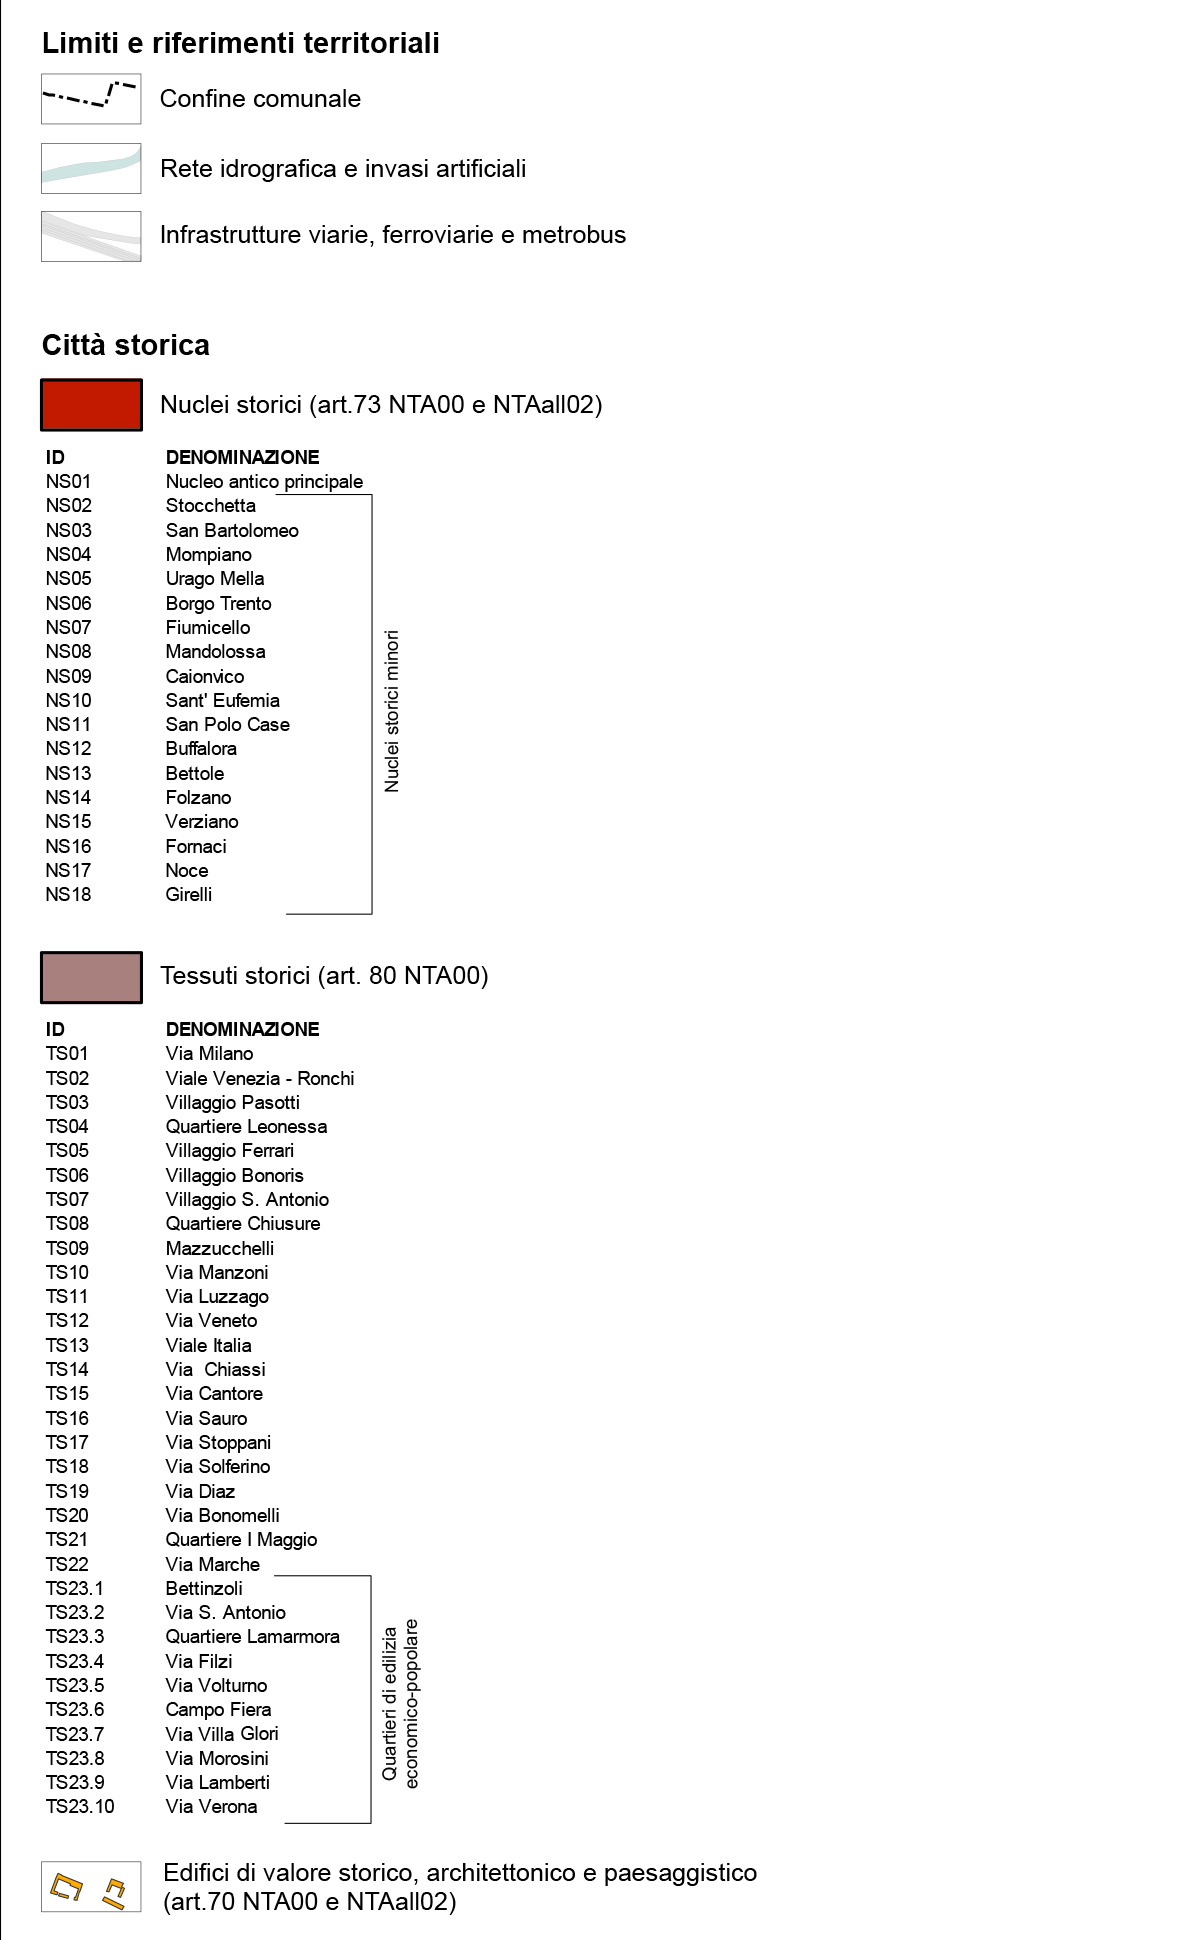 Limiti e riferimenti territoriali
Confine comunale
Rete idrografica e invasi artificiali
Infrastrutture viarie, ferroviarie e metrobus
Città storica
Nuclei storici (art.73 NTA00 e NTAall02)
ID DENOMINAZIONE
NS01 Nucleo antico principale
NS02 Stocchetta
NS03 San Bartolomeo
NS04 Mompiano
NS05 Urago Mella
NS06 Borgo Trento
NS07 Fiumicello
NS08 Mandolossa
NS09 Caionvico
NS10 Sant' Eufemia
NS11 San Polo Case
NS12 Buffalora
NS13 Bettole
NS14 Folzano
NS15 Verziano
NS16 Fornaci
NS17 Noce
NS18 Girelli
Nuclei storici minori
Tessuti storici (art. 80 NTA00)
ID DENOMINAZIONE
TS01 Via Milano
TS02 Viale Venezia - Ronchi
TS03 Villaggio Pasotti
TS04 Quartiere Leonessa
TS05 Villaggio Ferrari
TS06 Villaggio Bonoris
TS07 Villaggio S. Antonio
TS08 Quartiere Chiusure
TS09 Mazzucchelli
TS10 Via Manzoni
TS11 Via Luzzago
TS12 Via Veneto
TS13 Viale Italia
TS14 Via Chiassi
TS15 Via Cantore
TS16 Via Sauro
TS17 Via Stoppani
TS18 Via Solferino
TS19 Via Diaz
TS20 Via Bonomelli
TS21 Quartiere I Maggio
TS22 Via Marche
TS23.1 Bettinzoli
TS23.2 Via S. Antonio
TS23.3 Quartiere Lamarmora
TS23.4 Via Filzi
TS23.5 Via Volturno
TS23.6 Campo Fiera
TS23.7 Via Villa Glori
TS23.8 Via Morosini
TS23.9 Via Lamberti
TS23.10 Via Verona
Quartieri di edilizia
economico-popolare
Edifici di valore storico, architettonico e paesaggistico
(art.70 NTA00 e NTAall02)